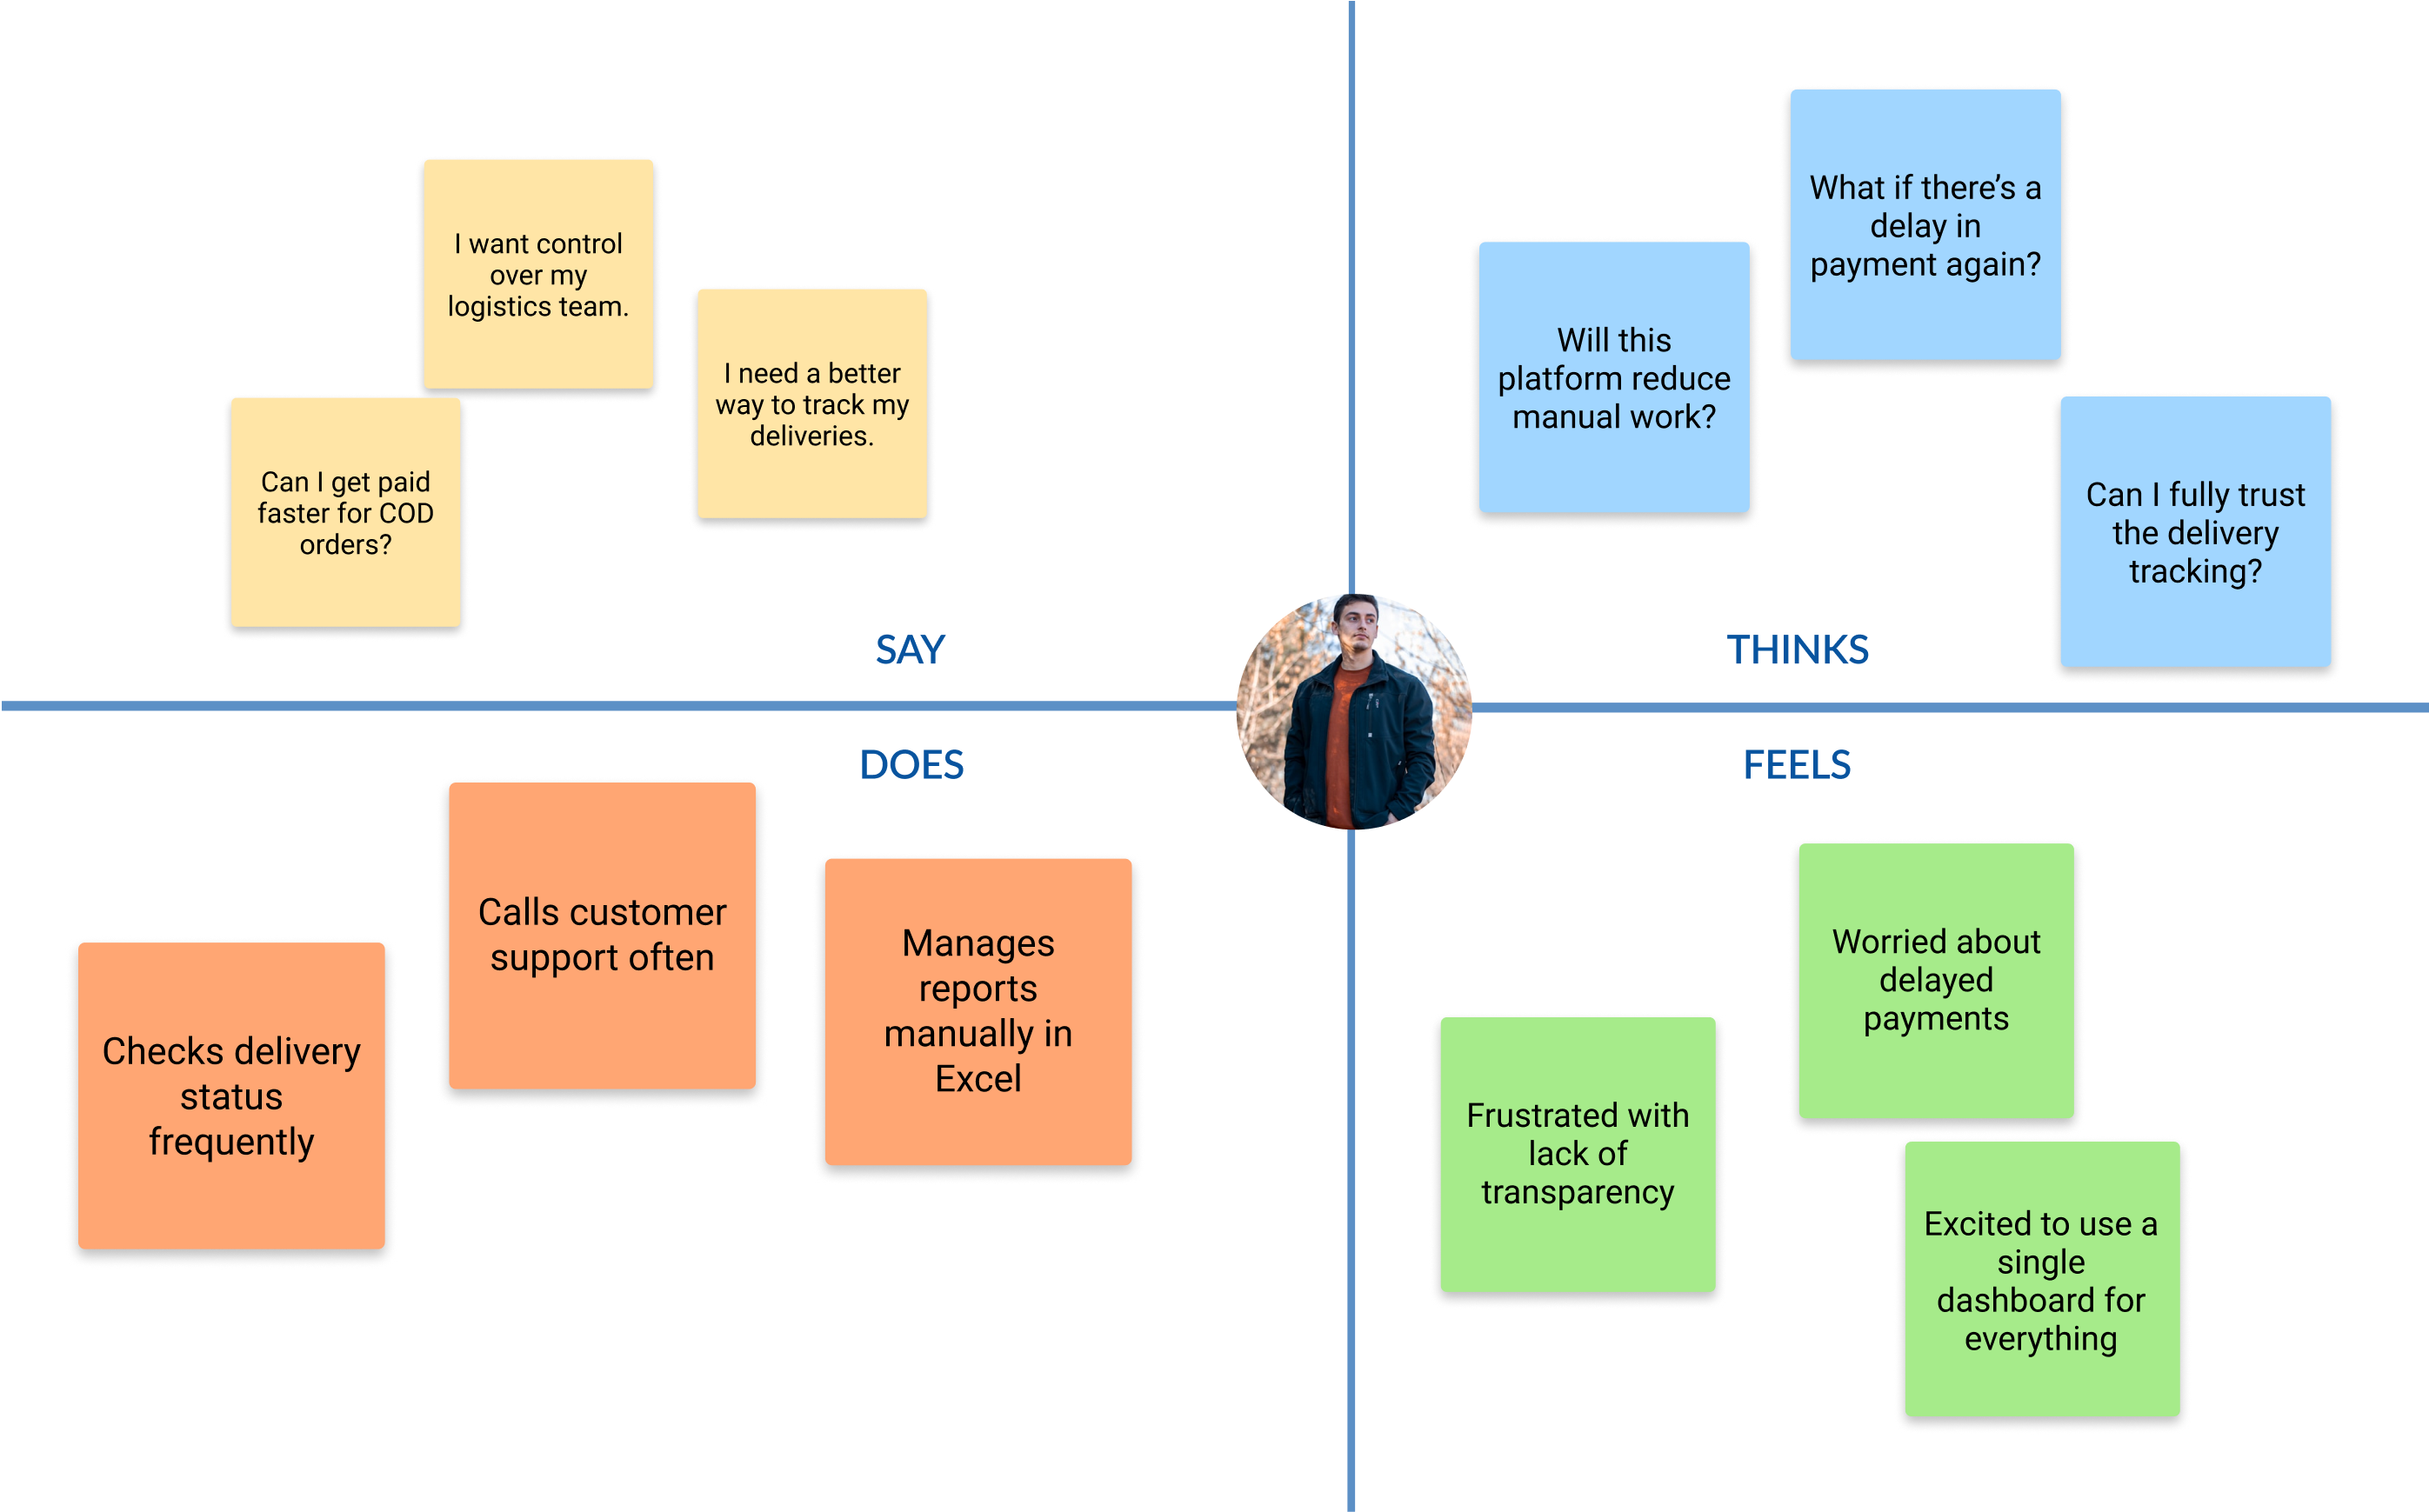 I want control
over my
logistics team.
I need a better
way to track my
deliveries.
Can I get paid
faster for COD
orders?
SAY
What if there’s a
delay in
payment again?
Will this
platform reduce
manual work?
Can I fully trust
the delivery
tracking?
THINKS
DOES
Calls customer
support often
Manages
reports
manually in
Excel
Checks delivery
status
frequently
FEELS
Worried about
delayed
payments
Frustrated with
lack of
transparency
Excited to use a
single
dashboard for
everything